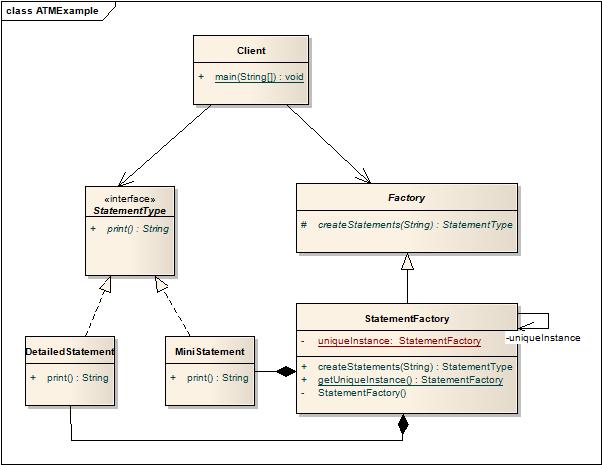 class ATMExample
Client
+ main(String[]) : void
«interface»
StatementType
+ print() : String
Factory
# createStatements(String) : StatementType
StatementFactory
- uniqueInstance: StatementFactory
+ createStatements(String) : StatementType
+ getUniqueInstance() : StatementFactory
- StatementFactory()
-uniqueInstance
DetailedStatement
+ print() : String
MiniStatement
+ print() : String